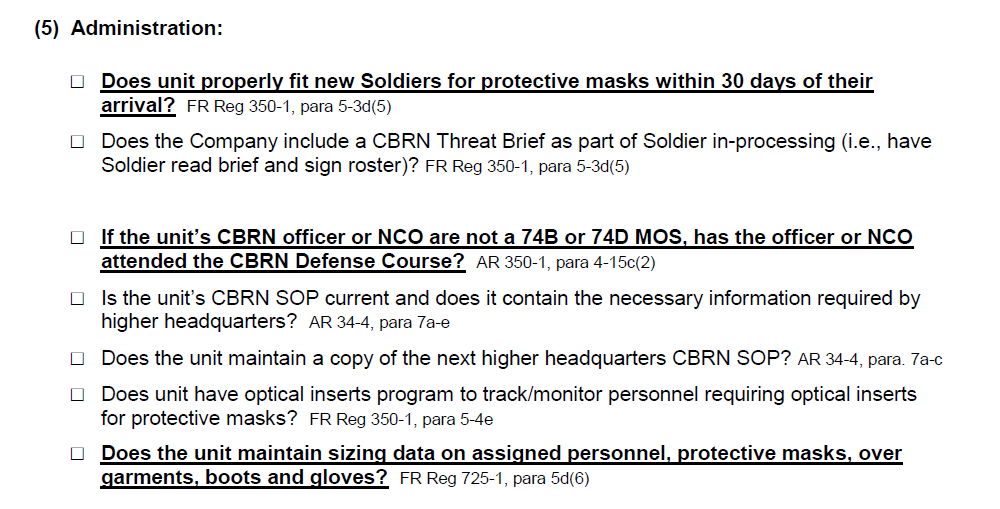 (5) Administration:
☐ Does unit properly fit new Soldiers for protective masks within 30 days of their
arrival? FR Reg 350-1, para 5-3d(5)
☐ Does the Company include a CBRN Threat Brief as part of Soldier in-processing (i.e., have
Soldier read brief and sign roster)? FR Reg 350-1, para 5-3d(5)
☐ If the unit’s CBRN officer or NCO are not a 74B or 74D MOS, has the officer or NCO
attended the CBRN Defense Course? AR 350-1, para 4-15c(2)
☐ Is the unit’s CBRN SOP current and does it contain the necessary information required by
higher headquarters? AR 34-4, para 7a-e
☐ Does the unit maintain a copy of the next higher headquarters CBRN SOP? AR 34-4, para. 7a-c
☐ Does unit have optical inserts program to track/monitor personnel requiring optical inserts
for protective masks? FR Reg 350-1, para 5-4e
☐ Does the unit maintain sizing data on assigned personnel, protective masks, over
garments, boots and gloves? FR Reg 725-1, para 5d(6)